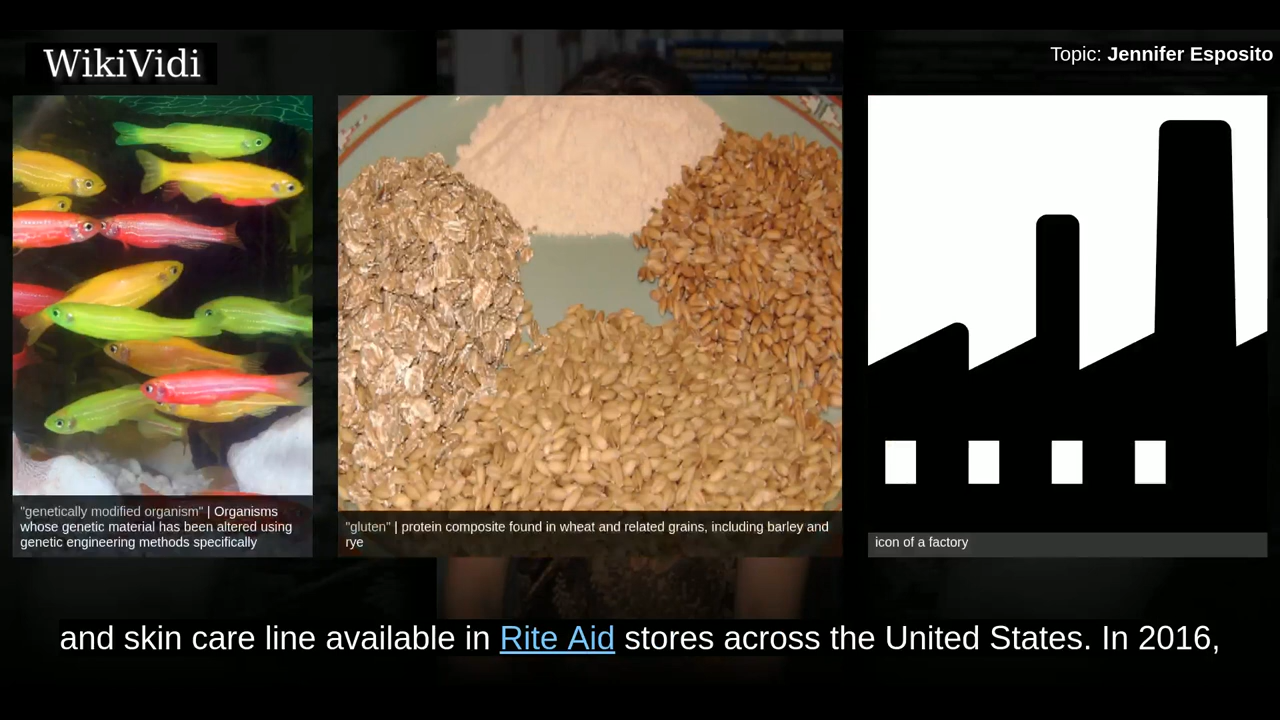 WikiVidi
Topic: Jennifer Esposito
"genetically modified organism" | Organisms
whose genetic material has been altered using
genetic engineering methods specifically
"gluten" | protein composite found in wheat and related grains, including barley and
rye
icon of a factory
and skin care line available in Rite Aid stores across the United States. In 2016,